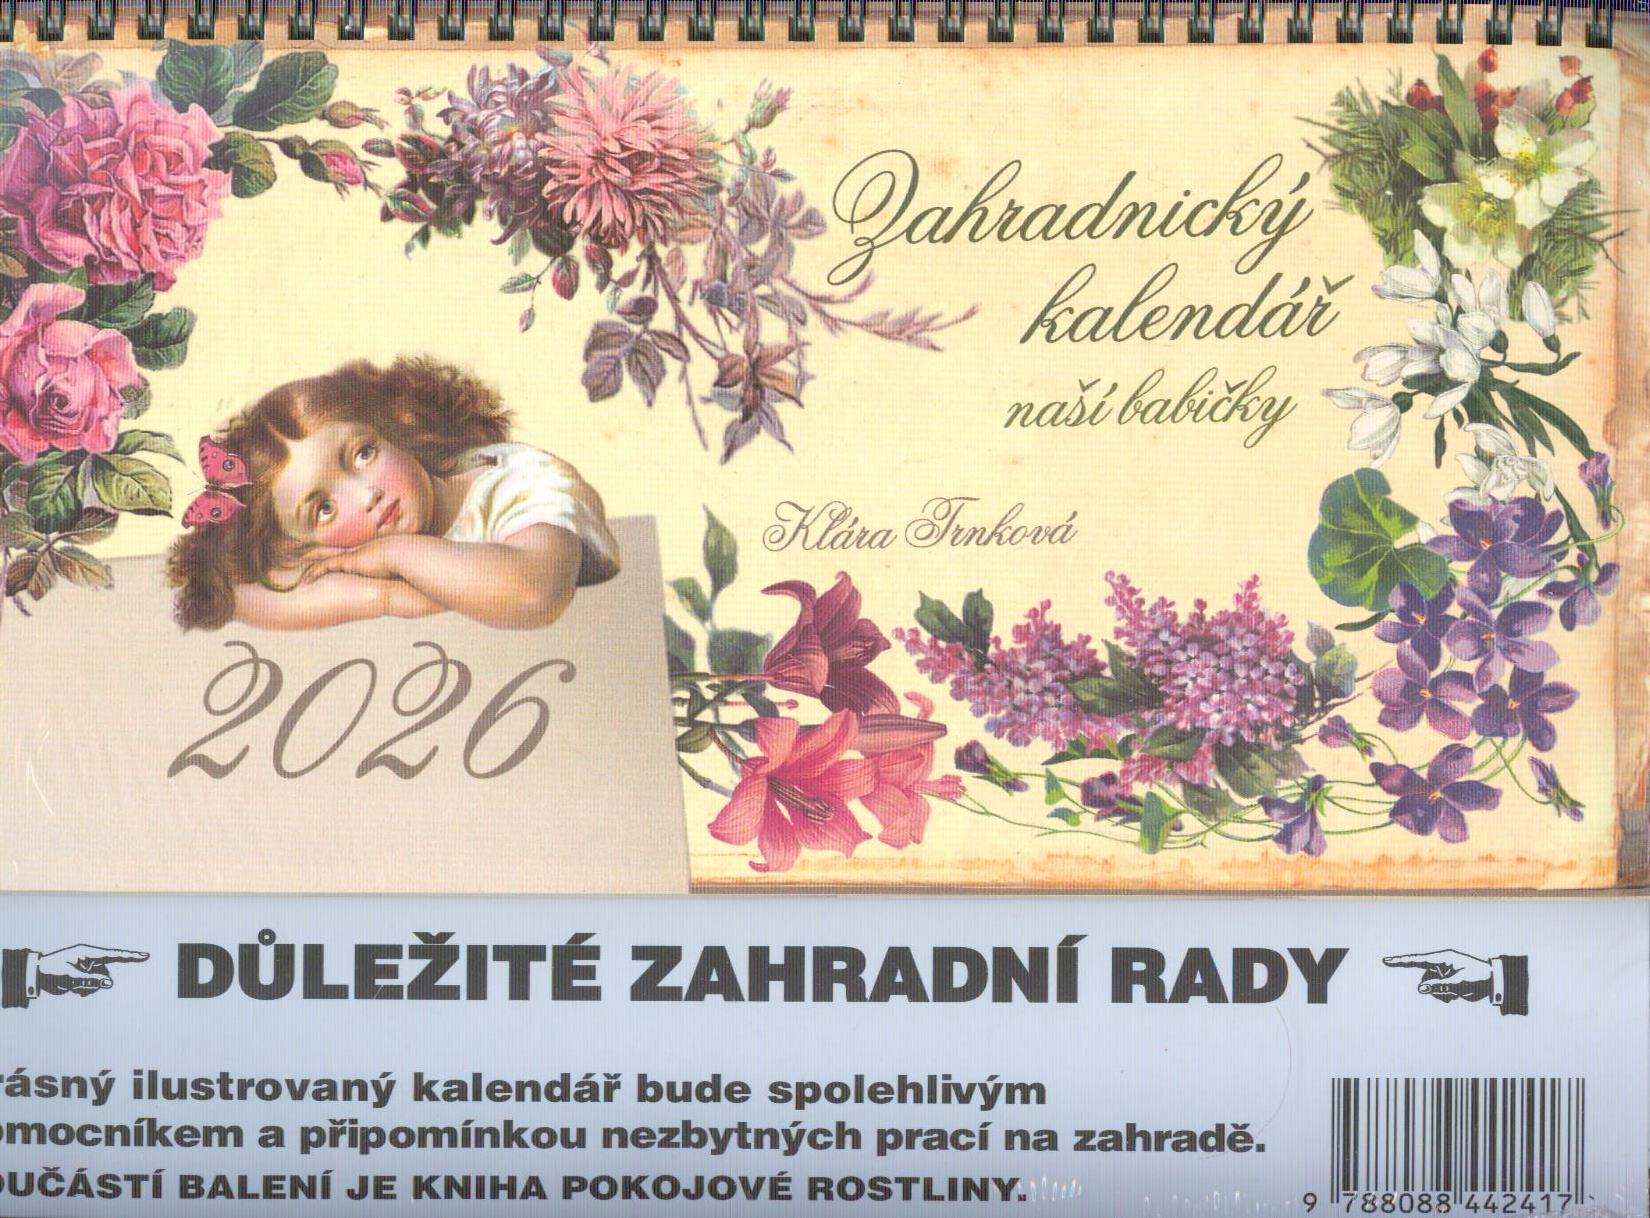 Zahradnický
kalendář
naší babičky
Klára Trnková
2026
DŮLEŽITÉ ZAHRADNÍ RADY
rásný ilustrovaný kalendář bude spolehlivým
omocníkem a připomínkou nezbytných prací na zahradě.
OUČÁSTÍ BALENÍ JE KNIHA POKOJOVÉ ROSTLINY.
9 788088 442417